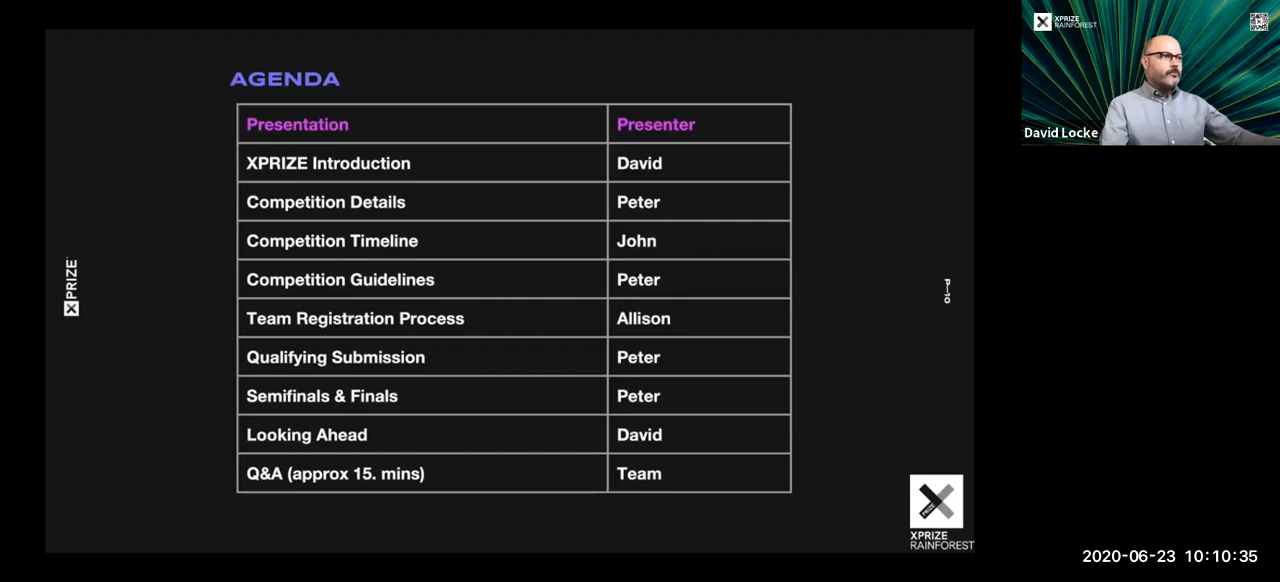 AGENDA
Presentation Presenter
XPRIZE Introduction David
Competition Details Peter
Competition Timeline John
Competition Guidelines Peter
Team Registration Process Allison
Qualifying Submission Peter
Semifinals & Finals Peter
Looking Ahead David
Q&A (approx 15. mins) Team
XPRIZE
P—10
XPRIZE
XPRIZE
RAINFOREST
XPRIZE
RAINFOREST
David Locke
2020-06-23 10:10:35